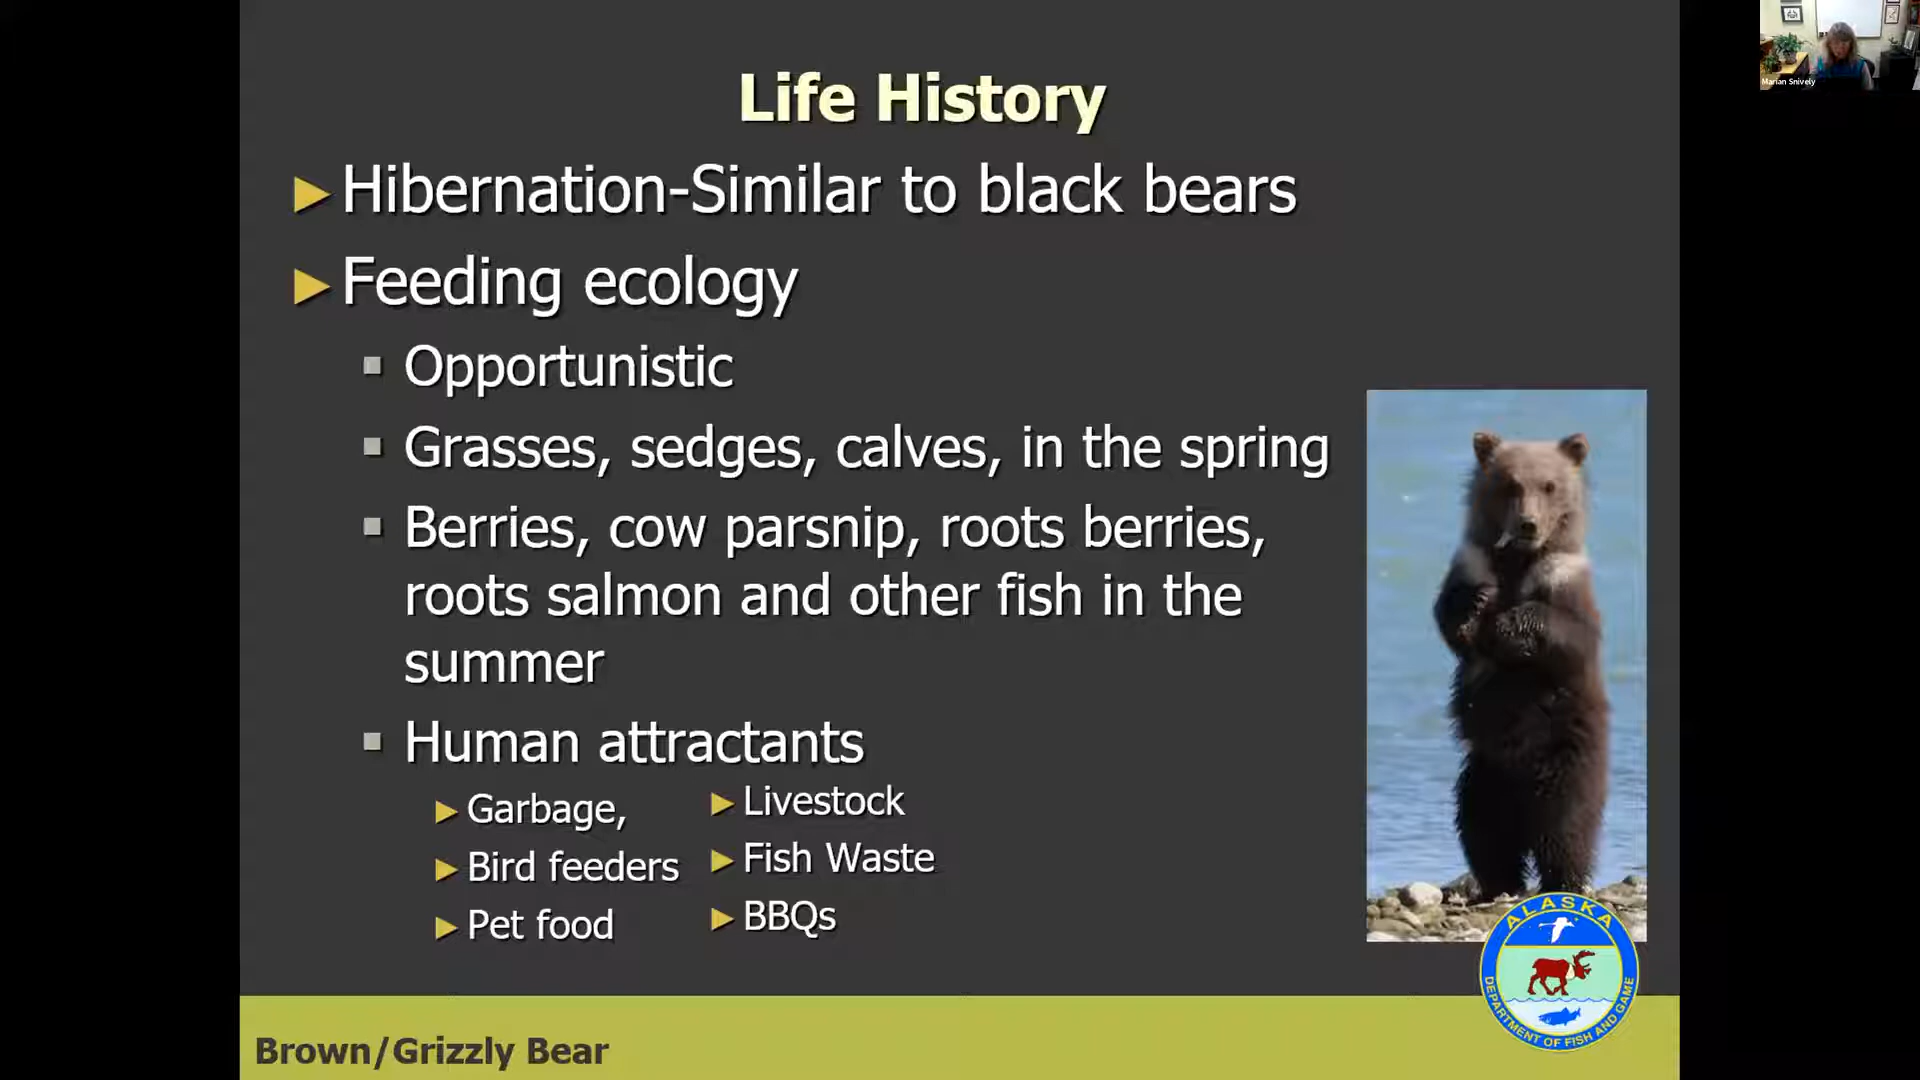 Life History
Hibernation-Similar to black bears
Feeding ecology
Opportunistic
Grasses, sedges, calves, in the spring
Berries, cow parsnip, roots berries,
roots salmon and other fish in the
summer
Human attractants
Garbage,
Bird feeders
Pet food
Livestock
Fish Waste
BBQs
Brown/Grizzly Bear
ALASKA
DEPARTMENT OF FISH AND GAME
Marian Snively